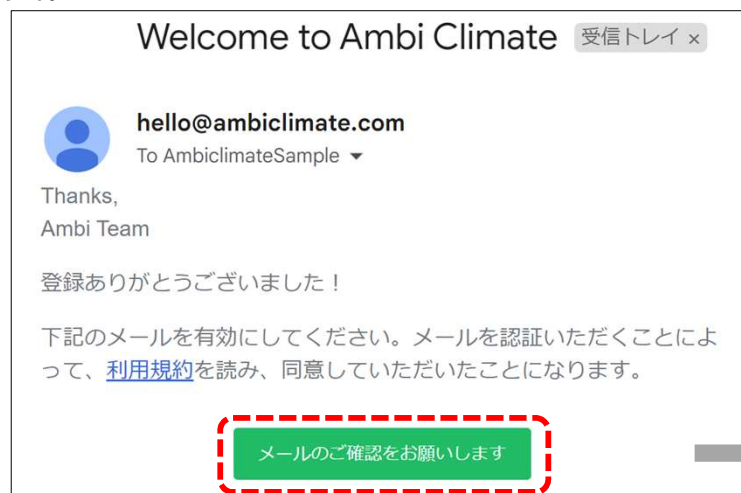 Welcome to Ambi Climate 受信トレイ ×
hello@ambiclimate.com
To AmbiclimateSample
Thanks,
Ambi Team
登録ありがとうございました！
下記のメールを有効にしてください。メールを認証いただくことによ
って、利用規約を読み、同意していただいたことになります。
メールのご確認をお願いします